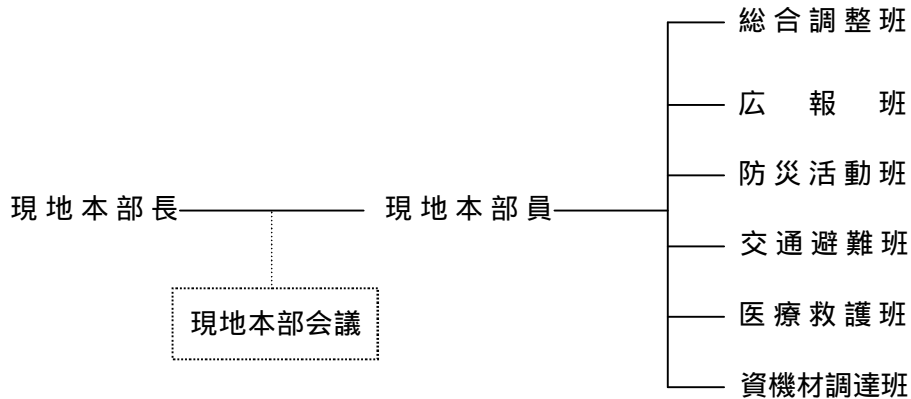 総合調整班
広報班
防災活動班
現地本部長 現地本部員
交通避難班
現地本部会議
医療救護班
資機材調達班